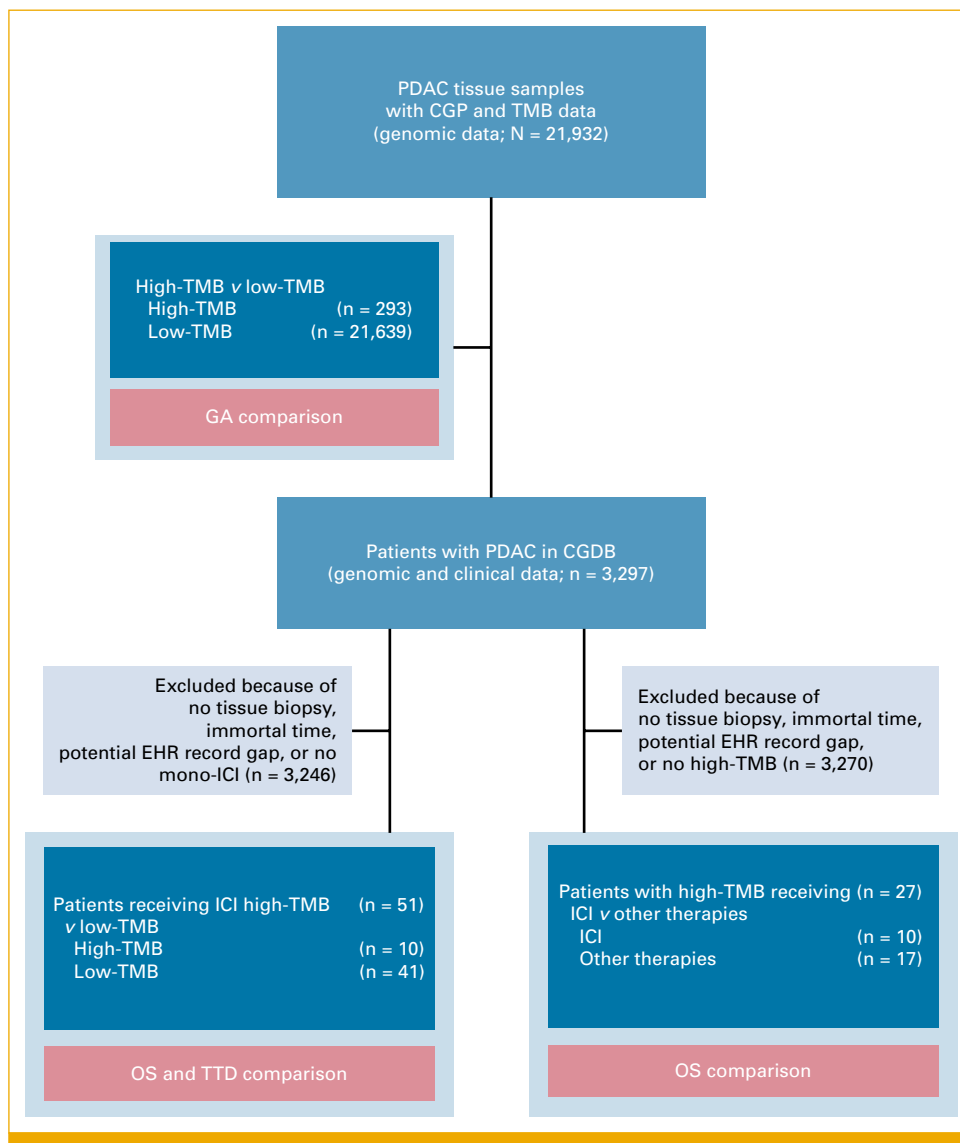 PDAC tissue samples
with CGP and TMB data
(genomic data; N = 21,932)
High-TMB v low-TMB
High-TMB (n = 293)
Low-TMB (n = 21,639)
GA comparison
Patients with PDAC in CGDB
(genomic and clinical data; n = 3,297)
Excluded because of
no tissue biopsy,
immortal time,
potential EHR record gap, or no
mono-ICI (n = 3,246)
Excluded because of
no tissue biopsy, immortal time,
potential EHR record gap,
or no high-TMB (n = 3,270)
Patients receiving ICI high-TMB (n = 51)
v low-TMB
High-TMB (n = 10)
Low-TMB (n = 41)
OS and TTD comparison
Patients with high-TMB receiving (n = 27)
ICI v other therapies
ICI (n = 10)
Other therapies (n = 17)
OS comparison